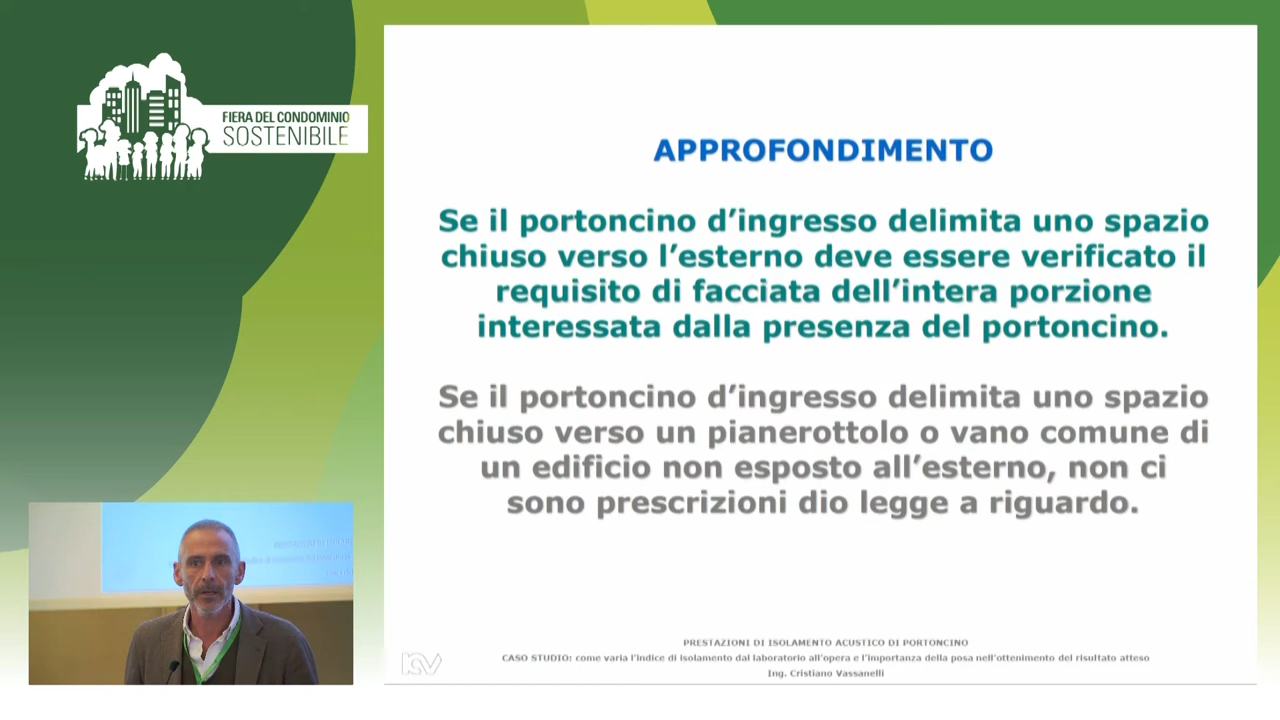 FIERA DEL CONDOMINIO
SOSTENIBILE
APPROFONDIMENTO
Se il portoncino d’ingresso delimita uno spazio
chiuso verso l’esterno deve essere verificato il
requisito di facciata dell’intera porzione
interessata dalla presenza del portoncino.
Se il portoncino d’ingresso delimita uno spazio
chiuso verso un pianerottolo o vano comune di
un edificio non esposto all’esterno, non ci
sono prescrizioni dio legge a riguardo.
PRESTAZIONI DI ISOLAMENTO ACUSTICO DI PORTONCINO
CASO STUDIO: come varia l’indice di isolamento dal laboratorio all’opera e l’importanza della posa nell’ottenimento del risultato atteso
Ing. Cristiano Vassanelli